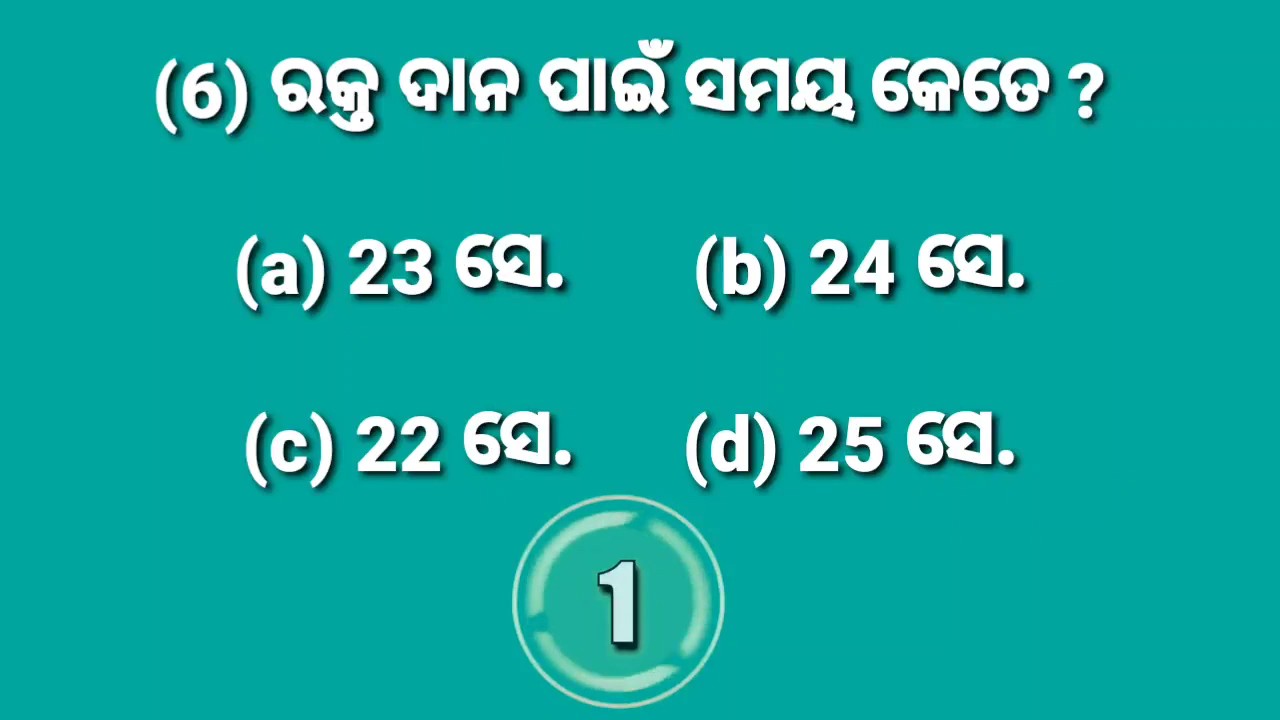 (6) ରକ୍ତ ଦାନ ପାଇଁ ସମୟ କେତେ ?
(a) 23 ସେ. (b) 24 ସେ.
(c) 22 ସେ. (d) 25 ସେ.
1